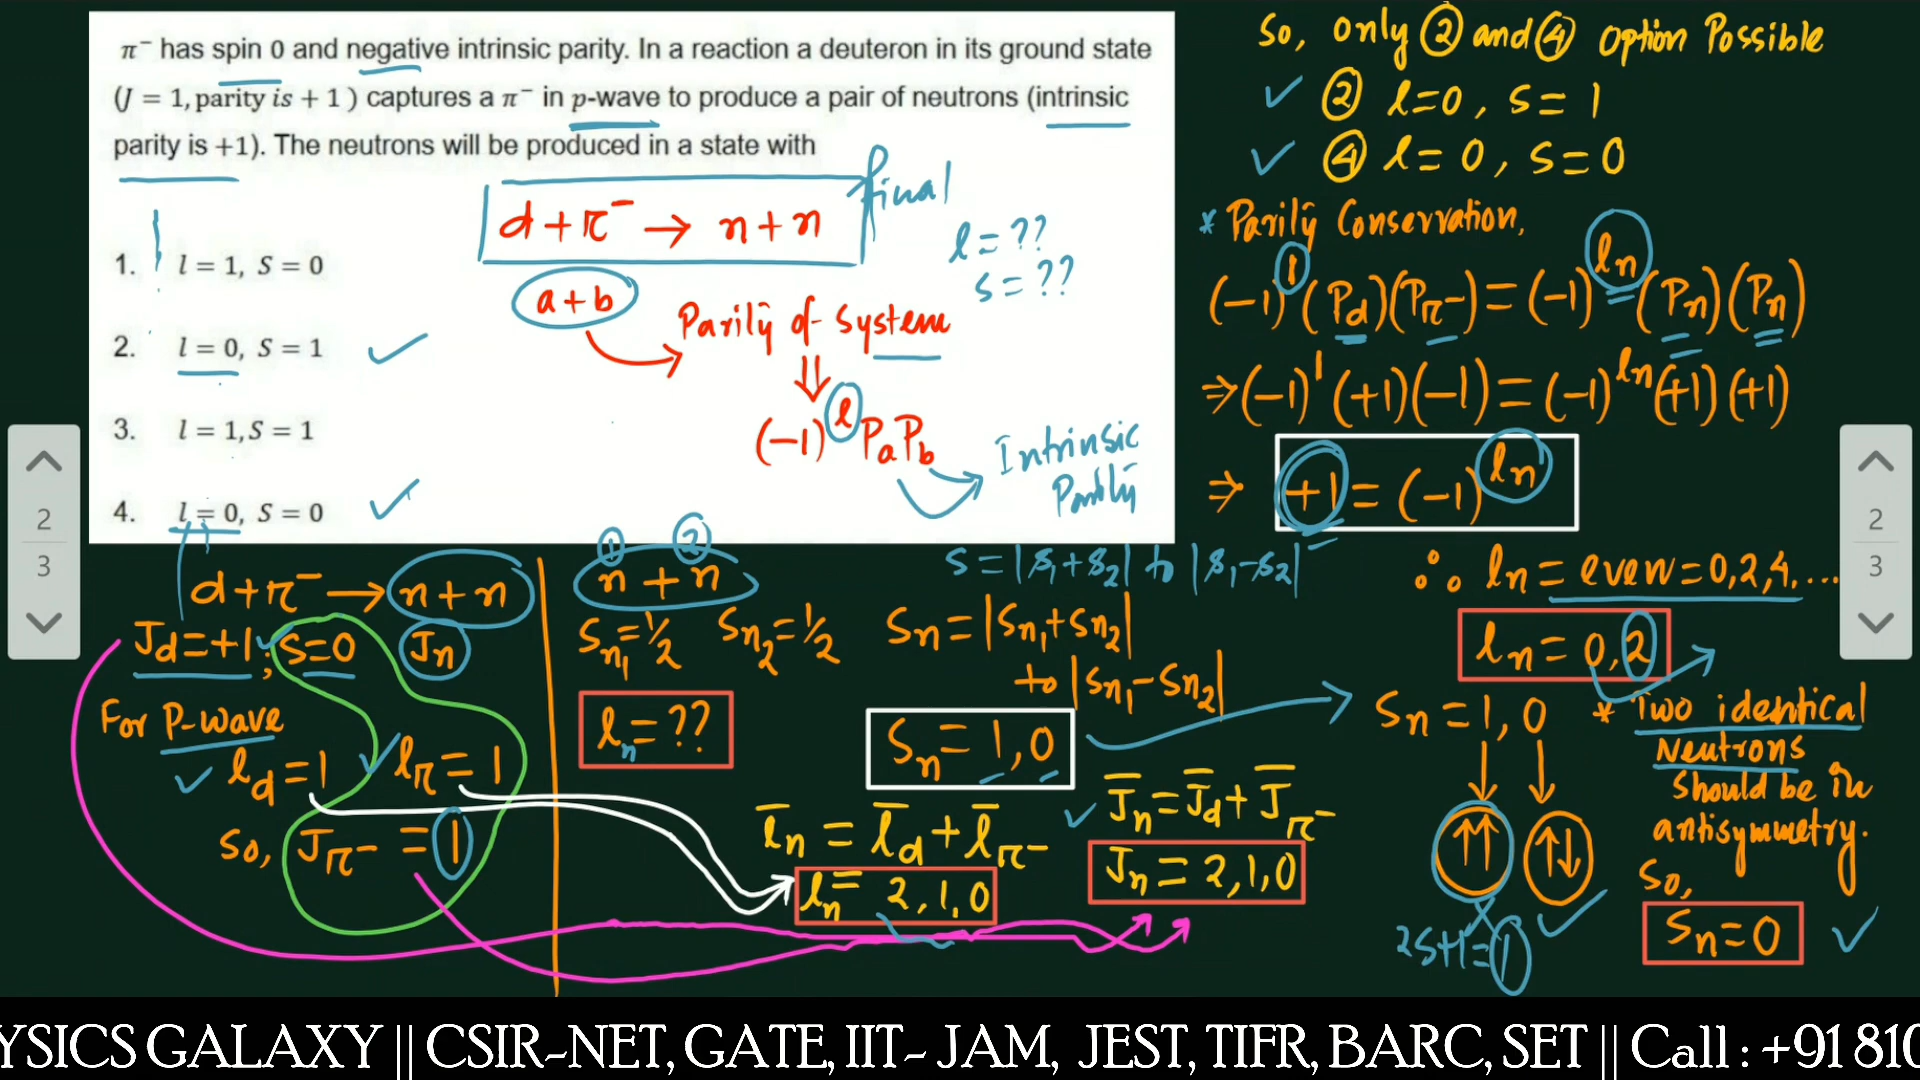 π⁻ has spin 0 and negative intrinsic parity. In a reaction a deuteron in its ground state
(J = 1, parity is + 1 ) captures a π⁻ in p-wave to produce a pair of neutrons (intrinsic
parity is +1). The neutrons will be produced in a state with
1. l = 1, S = 0
2. l = 0, S = 1
3. l = 1, S = 1
4. l = 0, S = 0
d + π⁻ → n + n
final
l = ??
s = ??
a + b
Parity of System
⇓
(-1)^l PaPb
Intrinsic
Parity
So, only ② and ④ option Possible
② l=0, s= 1
④ l= 0, s=0
* Parity Conservation,
(-1)^1 (Pd)(Pπ-) = (-1)^ln (Pn)(Pn)
⇒ (-1)^1 (+1)(-1) = (-1)^ln (+1)(+1)
⇒ +1 = (-1)^ln
∴ ln = even = 0,2,4,...
ln = 0,2
d + π⁻ → n + n
Jd=+1 ; s=0 Jn
For P-wave
ld =1 lπ = 1
So, Jπ- = 1
① ②
n + n
Sn1 = 1/2 Sn2 = 1/2
ln = ??
s = |s1+s2| to |s1-s2|
Sn = |Sn1+Sn2|
to |Sn1-Sn2|
Sn = 1,0
l̄n = l̄d + l̄π-
ln = 2,1,0
J̄n = J̄d + J̄π-
Jn = 2,1,0
Sn = 1, 0
↑↑ ↑↓
2s+1=1
* Two identical
Neutrons
should be in
antisymmetry.
So,
Sn=0
2
3
2
3
YSICS GALAXY || CSIR-NET, GATE, IIT- JAM, JEST, TIFR, BARC, SET || Call : +91 810